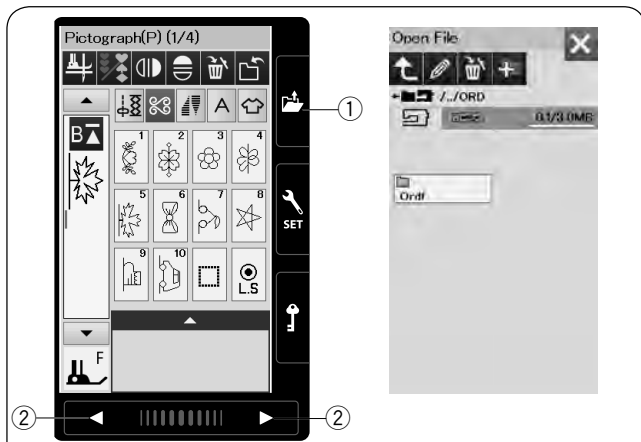 Pictograph(P) (1/4)
A
B
1 2 3 4
5 6 7 8
9 10
L.S
F
SET
1
2
2
Open File
/../ORD
0.1/3.0MB
Ordf